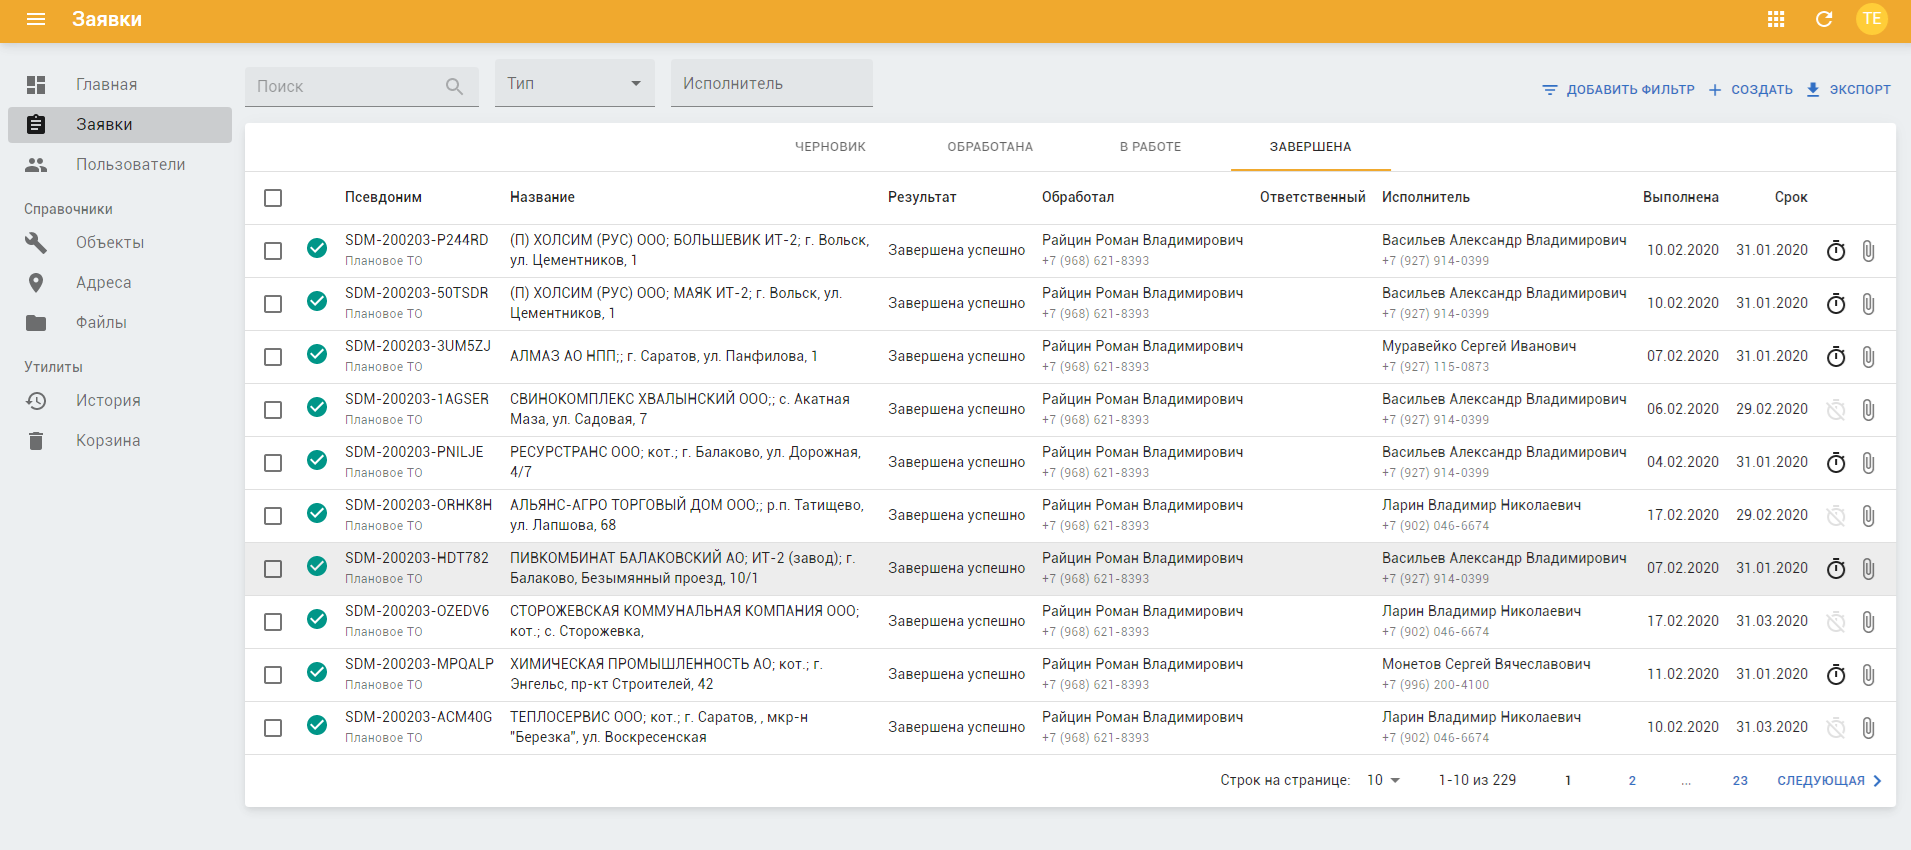 Заявки
TE
Главная
Заявки
Пользователи
Справочники
Объекты
Адреса
Файлы
Утилиты
История
Корзина
Поиск
Тип
Исполнитель
ДОБАВИТЬ ФИЛЬТР
СОЗДАТЬ
ЭКСПОРТ
ЧЕРНОВИК ОБРАБОТАНА В РАБОТЕ ЗАВЕРШЕНА
Псевдоним Название Результат Обработал Ответственный Исполнитель Выполнена Срок
SDM-200203-P244RD (П) ХОЛСИМ (РУС) ООО; БОЛЬШЕВИК ИТ-2; г. Вольск, Завершена успешно Райцин Роман Владимирович Васильев Александр Владимирович 10.02.2020 31.01.2020
Плановое ТО ул. Цементников, 1 +7 (968) 621-8393 +7 (927) 914-0399
SDM-200203-50TSDR (П) ХОЛСИМ (РУС) ООО; МАЯК ИТ-2; г. Вольск, ул. Завершена успешно Райцин Роман Владимирович Васильев Александр Владимирович 10.02.2020 31.01.2020
Плановое ТО Цементников, 1 +7 (968) 621-8393 +7 (927) 914-0399
SDM-200203-3UM5ZJ АЛМАЗ АО НПП;; г. Саратов, ул. Панфилова, 1 Завершена успешно Райцин Роман Владимирович Муравейко Сергей Иванович 07.02.2020 31.01.2020
Плановое ТО +7 (968) 621-8393 +7 (927) 115-0873
SDM-200203-1AGSER СВИНОКОМПЛЕКС ХВАЛЫНСКИЙ ООО;; с. Акатная Завершена успешно Райцин Роман Владимирович Васильев Александр Владимирович 06.02.2020 29.02.2020
Плановое ТО Маза, ул. Садовая, 7 +7 (968) 621-8393 +7 (927) 914-0399
SDM-200203-PNILJE РЕСУРСТРАНС ООО; кот.; г. Балаково, ул. Дорожная, Завершена успешно Райцин Роман Владимирович Васильев Александр Владимирович 04.02.2020 31.01.2020
Плановое ТО 4/7 +7 (968) 621-8393 +7 (927) 914-0399
SDM-200203-ORHK8H АЛЬЯНС-АГРО ТОРГОВЫЙ ДОМ ООО;; р.п. Татищево, Завершена успешно Райцин Роман Владимирович Ларин Владимир Николаевич 17.02.2020 29.02.2020
Плановое ТО ул. Лапшова, 68 +7 (968) 621-8393 +7 (902) 046-6674
SDM-200203-HDT782 ПИВКОМБИНАТ БАЛАКОВСКИЙ АО; ИТ-2 (завод); г. Завершена успешно Райцин Роман Владимирович Васильев Александр Владимирович 07.02.2020 31.01.2020
Плановое ТО Балаково, Безымянный проезд, 10/1 +7 (968) 621-8393 +7 (927) 914-0399
SDM-200203-OZEDV6 СТОРОЖЕВСКАЯ КОММУНАЛЬНАЯ КОМПАНИЯ ООО; Завершена успешно Райцин Роман Владимирович Ларин Владимир Николаевич 17.02.2020 31.03.2020
Плановое ТО кот.; с. Сторожевка, +7 (968) 621-8393 +7 (902) 046-6674
SDM-200203-MPQALP ХИМИЧЕСКАЯ ПРОМЫШЛЕННОСТЬ АО; кот.; г. Завершена успешно Райцин Роман Владимирович Монетов Сергей Вячеславович 11.02.2020 31.01.2020
Плановое ТО Энгельс, пр-кт Строителей, 42 +7 (968) 621-8393 +7 (996) 200-4100
SDM-200203-ACM40G ТЕПЛОСЕРВИС ООО; кот.; г. Саратов, , мкр-н Завершена успешно Райцин Роман Владимирович Ларин Владимир Николаевич 10.02.2020 31.03.2020
Плановое ТО "Березка", ул. Воскресенская +7 (968) 621-8393 +7 (902) 046-6674
Строк на странице: 10 1-10 из 229 1 2 ... 23 СЛЕДУЮЩАЯ